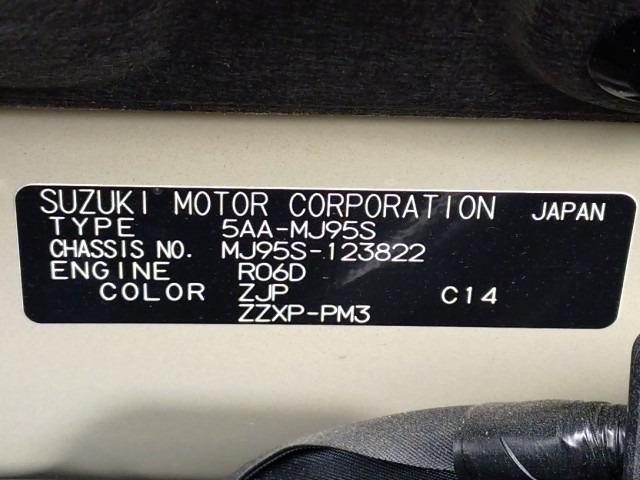 SUZUKI MOTOR CORPORATION JAPAN
TYPE 5AA-MJ95S
CHASSIS NO. MJ95S-123822
ENGINE R06D
COLOR ZJP C14
ZZXP-PM3